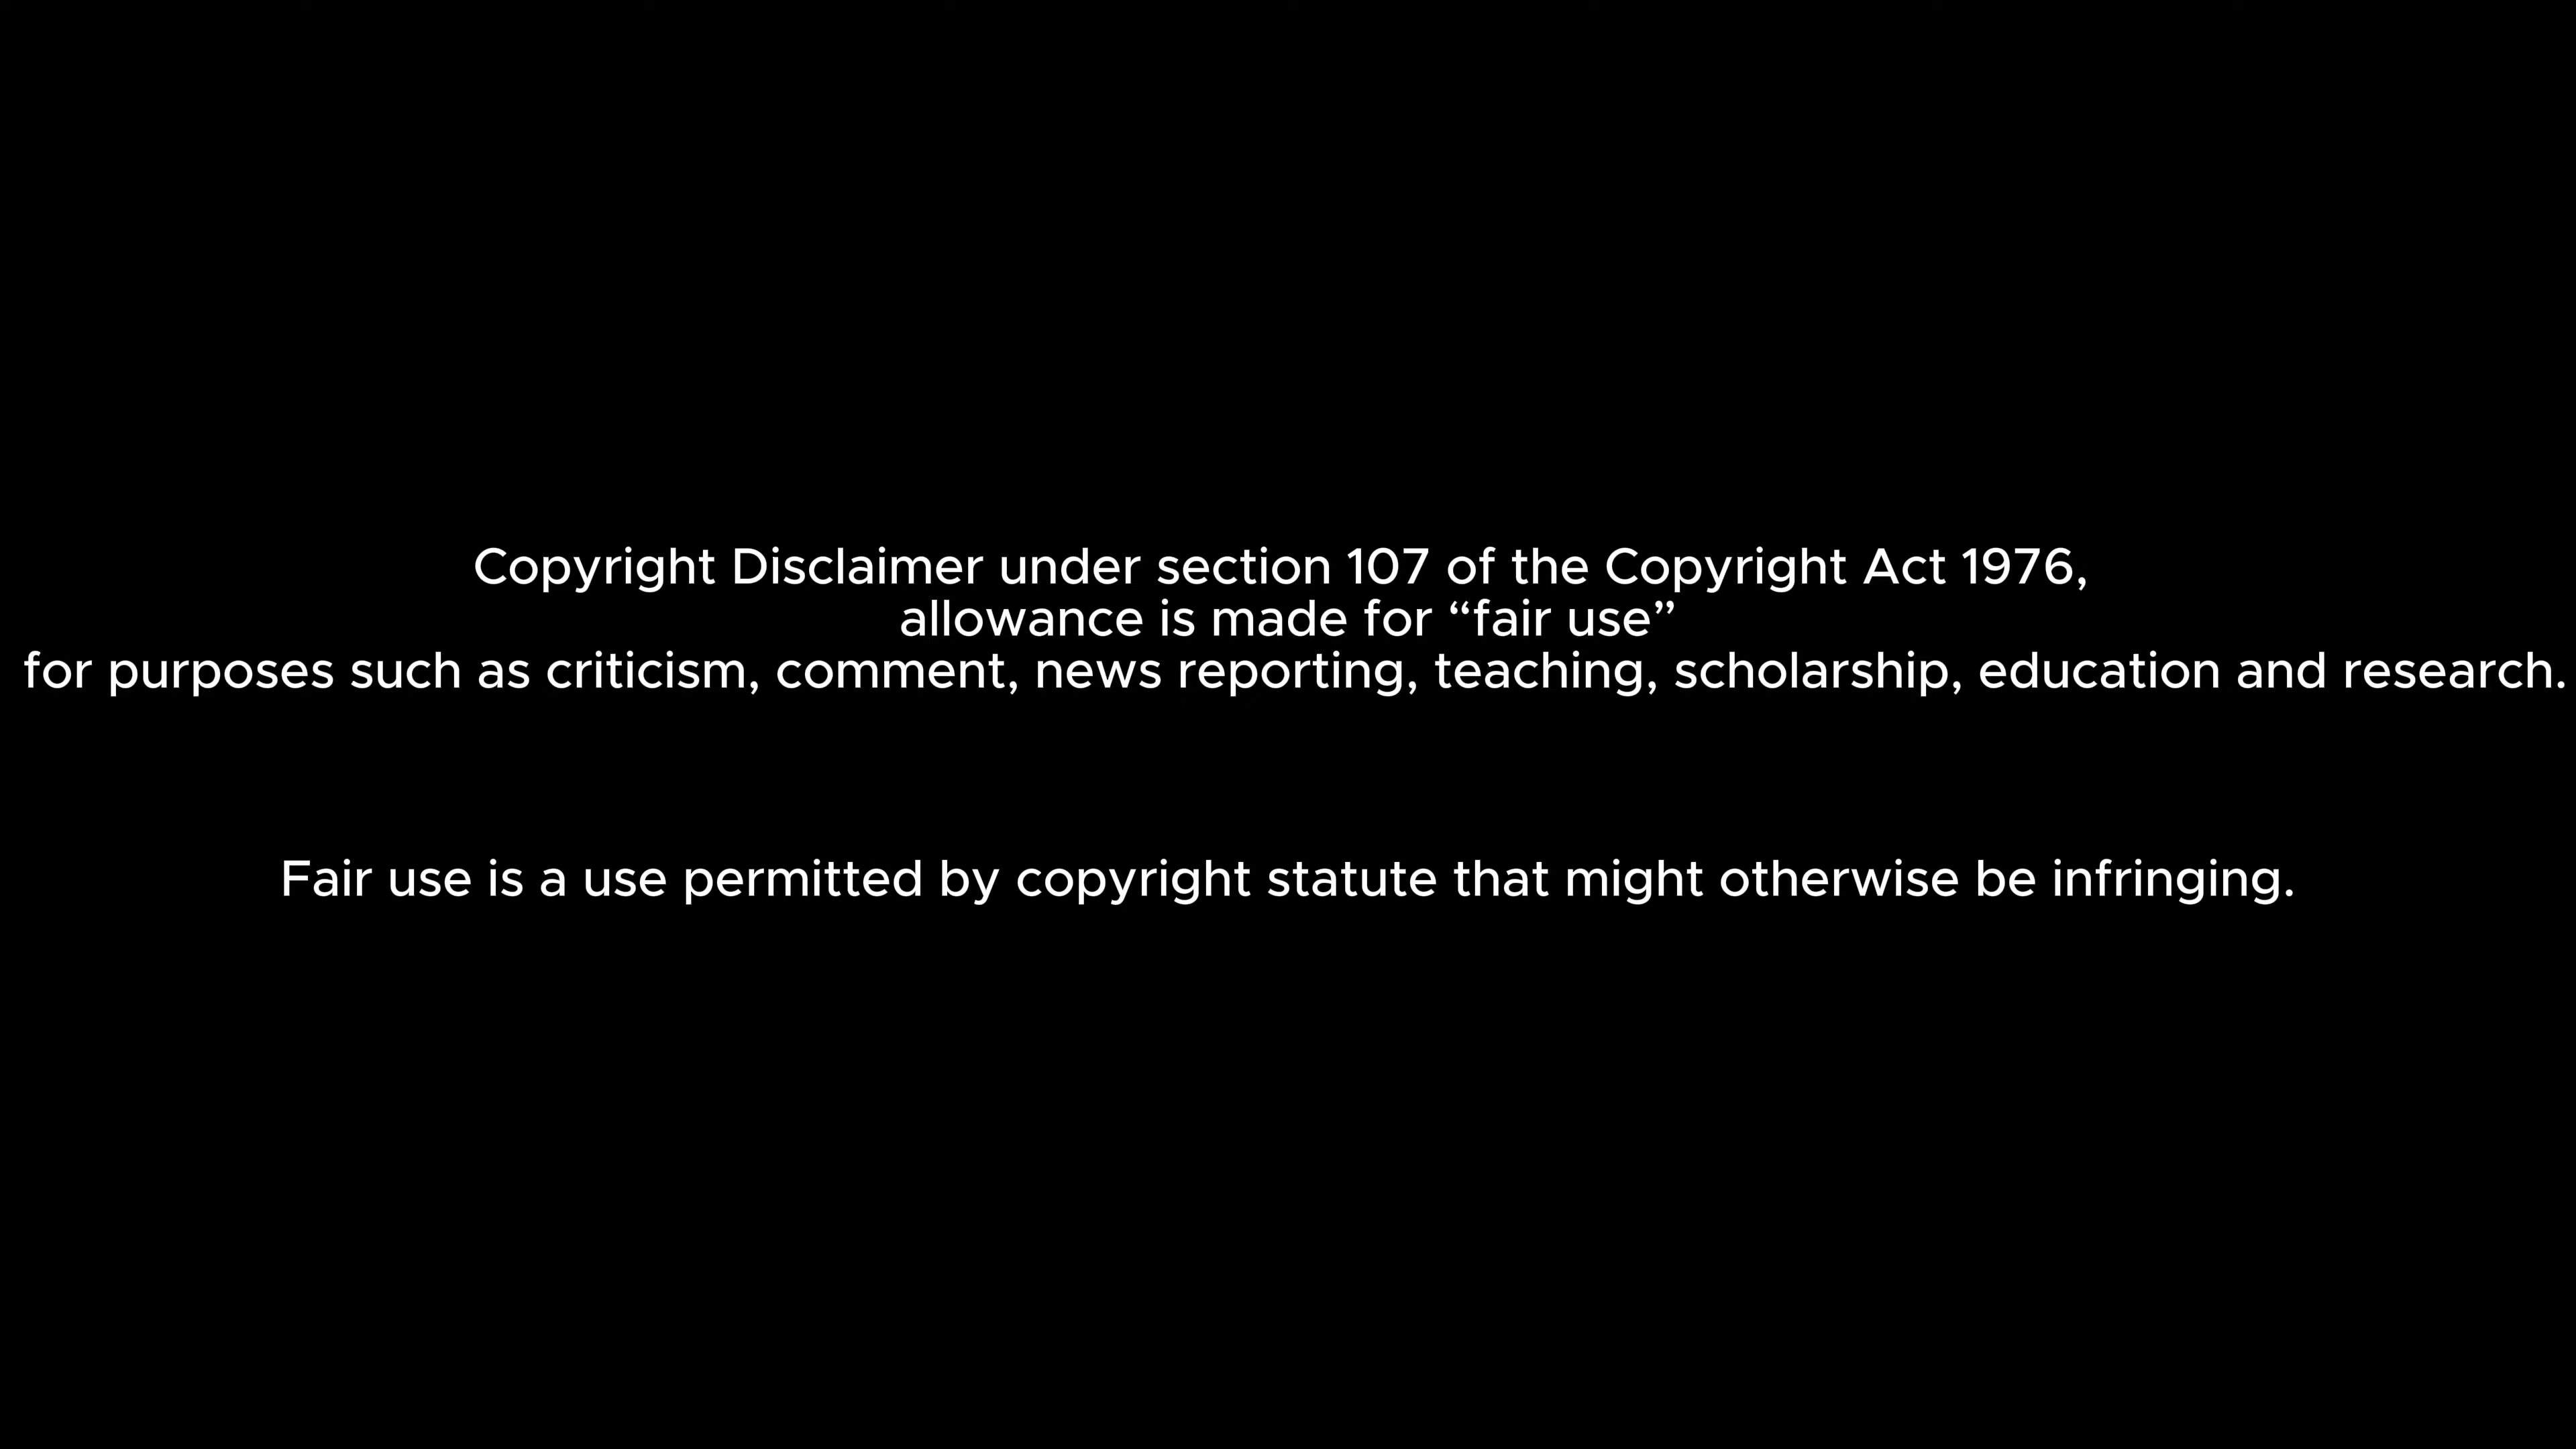 Copyright Disclaimer under section 107 of the Copyright Act 1976,
allowance is made for “fair use”
for purposes such as criticism, comment, news reporting, teaching, scholarship, education and research.
Fair use is a use permitted by copyright statute that might otherwise be infringing.